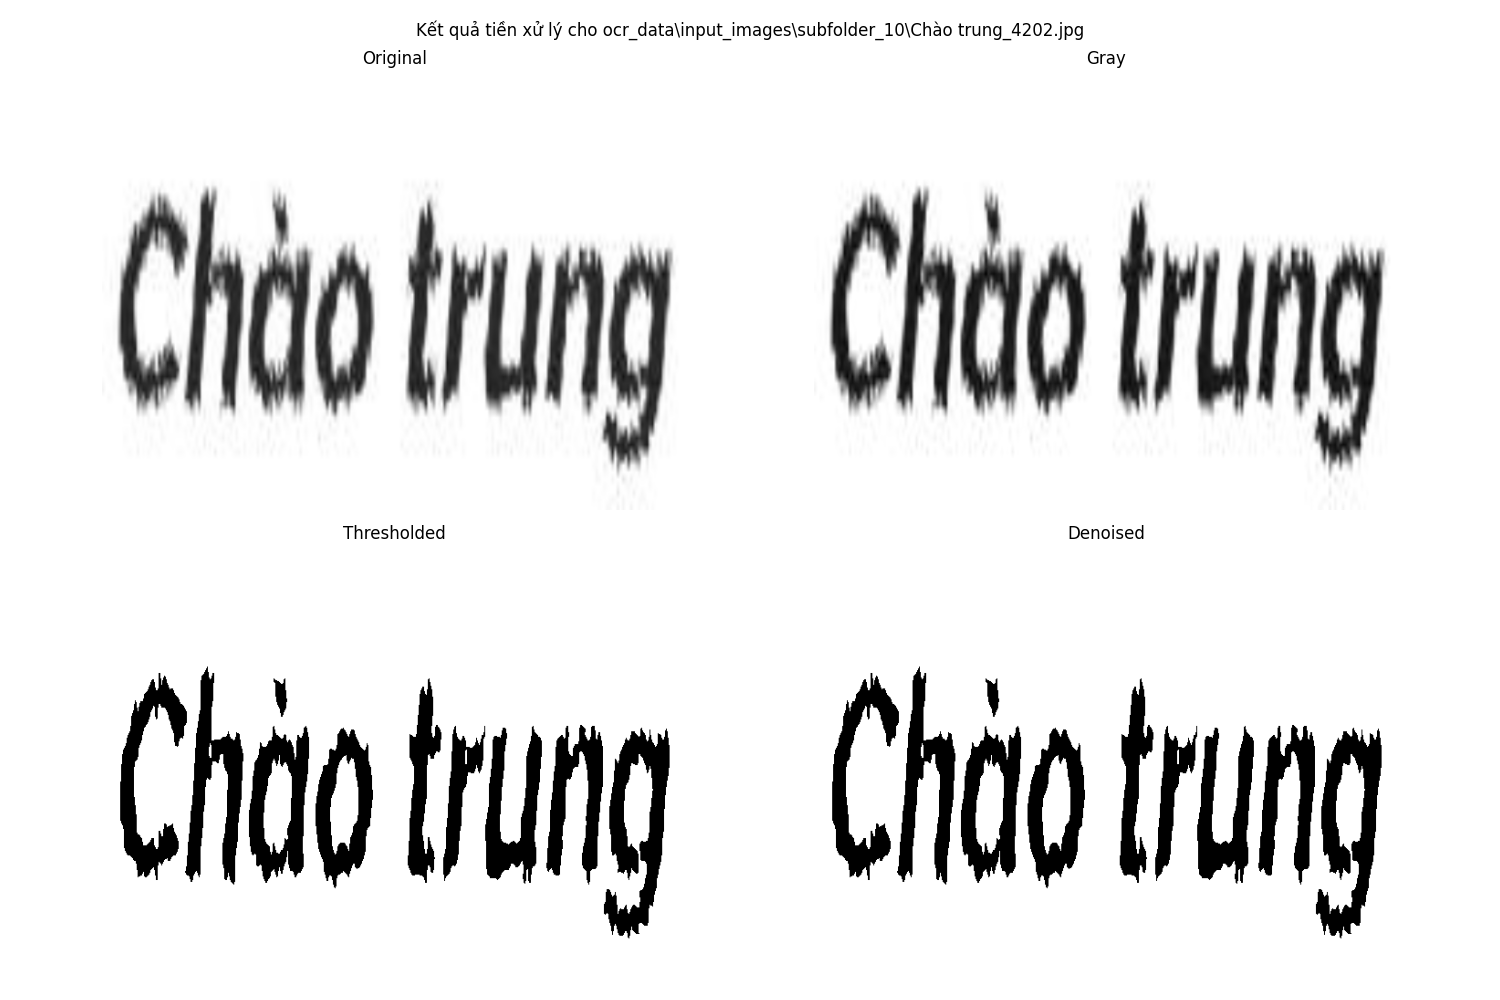 Kết quả tiền xử lý cho ocr_data\input_images\subfolder_10\Chào trung_4202.jpg
Original
Gray
Chào trung
Chào trung
Thresholded
Denoised
Chào trung
Chào trung